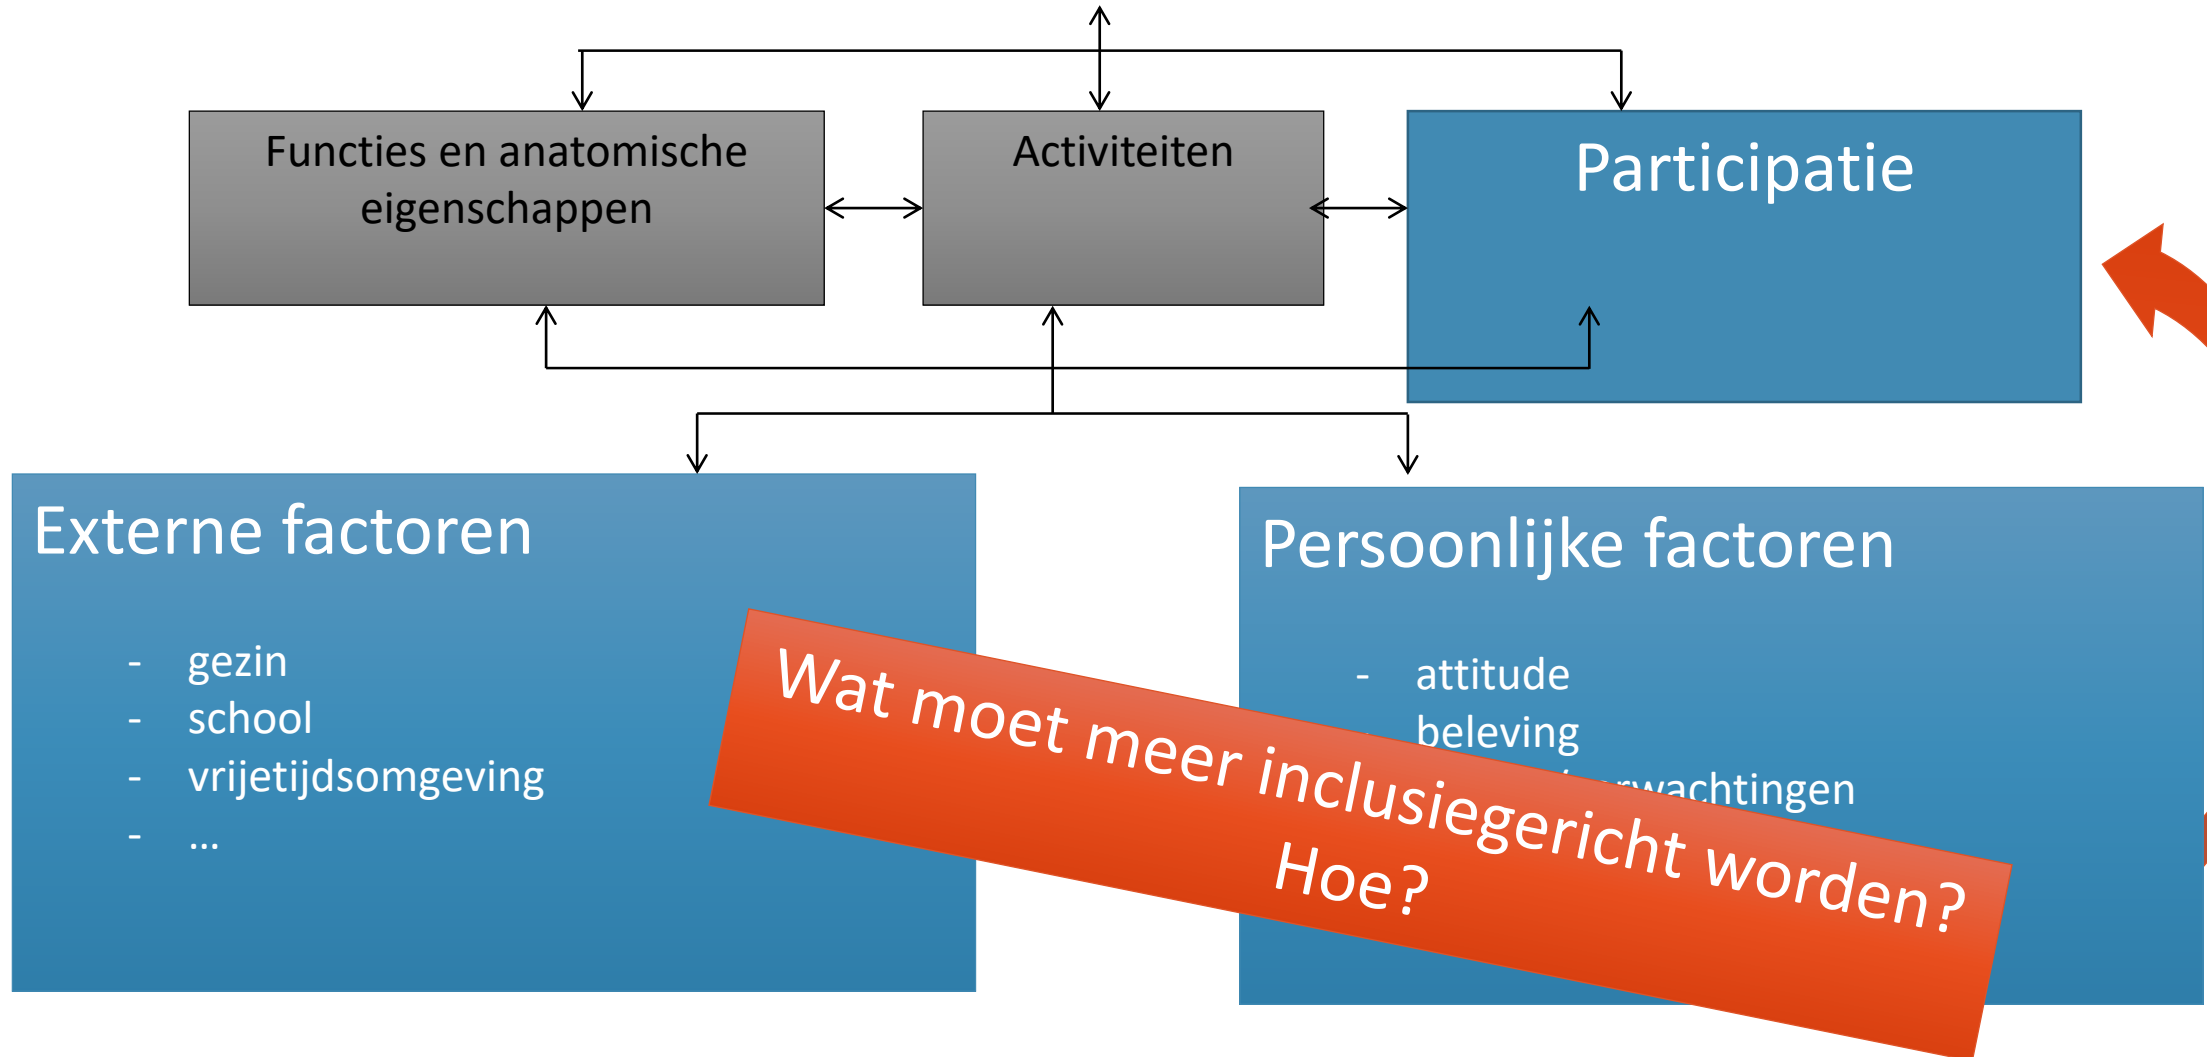 Functies en anatomische
eigenschappen
Activiteiten
Participatie
Externe factoren
- gezin
- school
- vrijetijdsomgeving
- …
Persoonlijke factoren
- attitude
- beleving
Wat moet meer inclusiegericht worden?
Hoe?